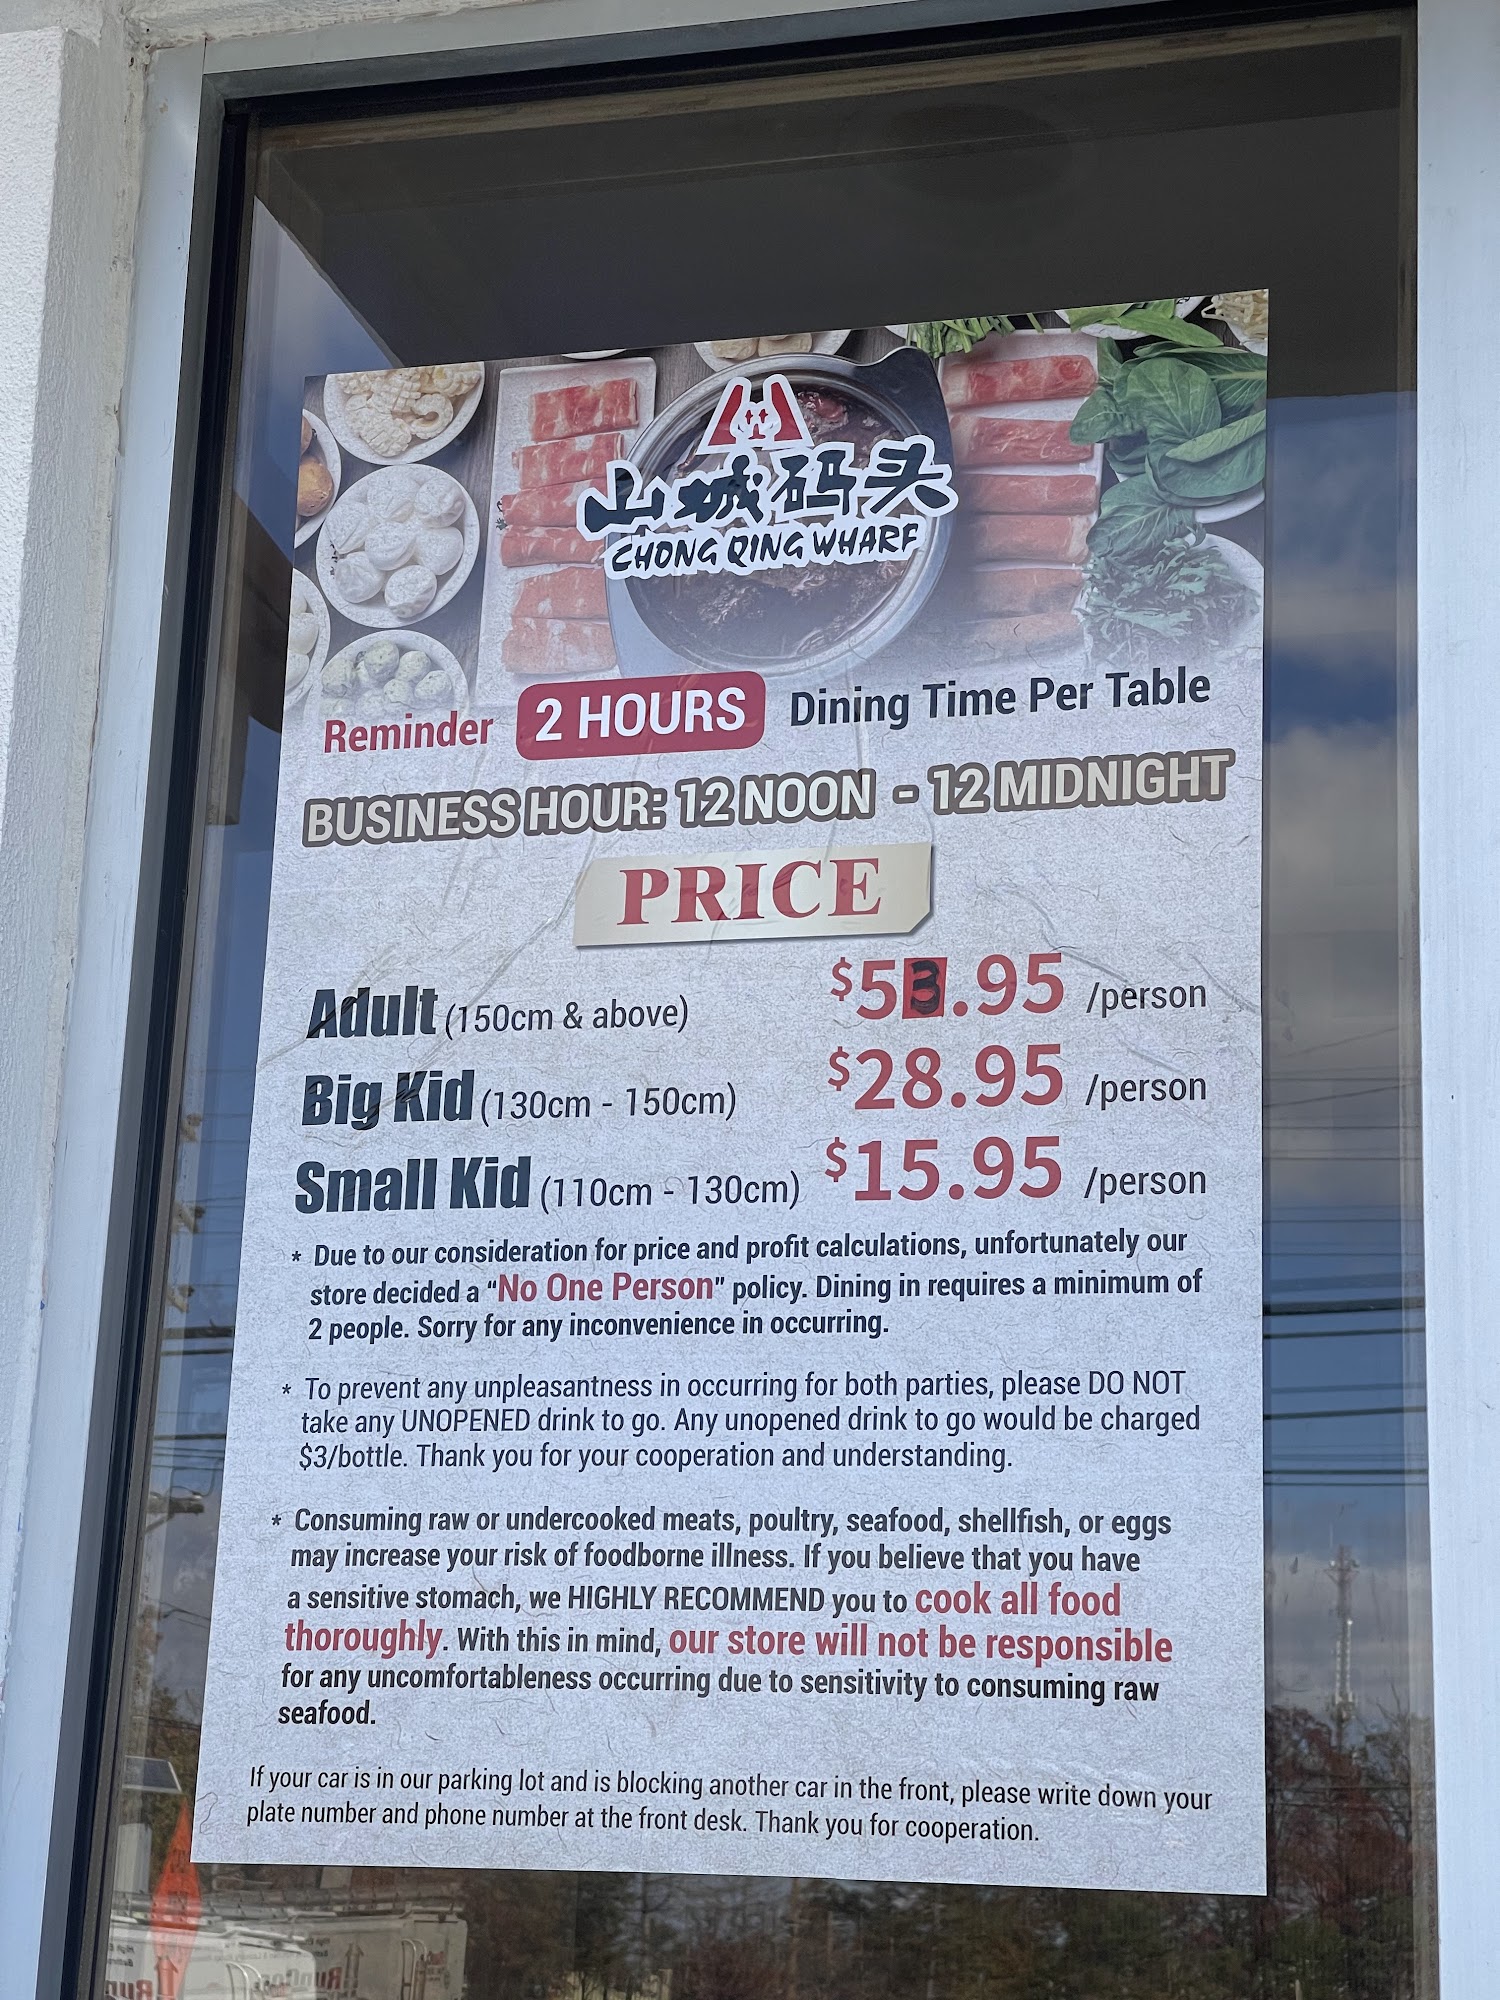 山城码头
CHONG QING WHARF
Reminder 2 HOURS Dining Time Per Table
BUSINESS HOUR: 12 NOON - 12 MIDNIGHT
PRICE
Adult (150cm & above) $53.95 /person
Big Kid (130cm - 150cm) $28.95 /person
Small Kid (110cm - 130cm) $15.95 /person
* Due to our consideration for price and profit calculations, unfortunately our
store decided a "No One Person" policy. Dining in requires a minimum of
2 people. Sorry for any inconvenience in occurring.
* To prevent any unpleasantness in occurring for both parties, please DO NOT
take any UNOPENED drink to go. Any unopened drink to go would be charged
$3/bottle. Thank you for your cooperation and understanding.
* Consuming raw or undercooked meats, poultry, seafood, shellfish, or eggs
may increase your risk of foodborne illness. If you believe that you have
a sensitive stomach, we HIGHLY RECOMMEND you to cook all food
thoroughly. With this in mind, our store will not be responsible
for any uncomfortableness occurring due to sensitivity to consuming raw
seafood.
If your car is in our parking lot and is blocking another car in the front, please write down your
plate number and phone number at the front desk. Thank you for cooperation.